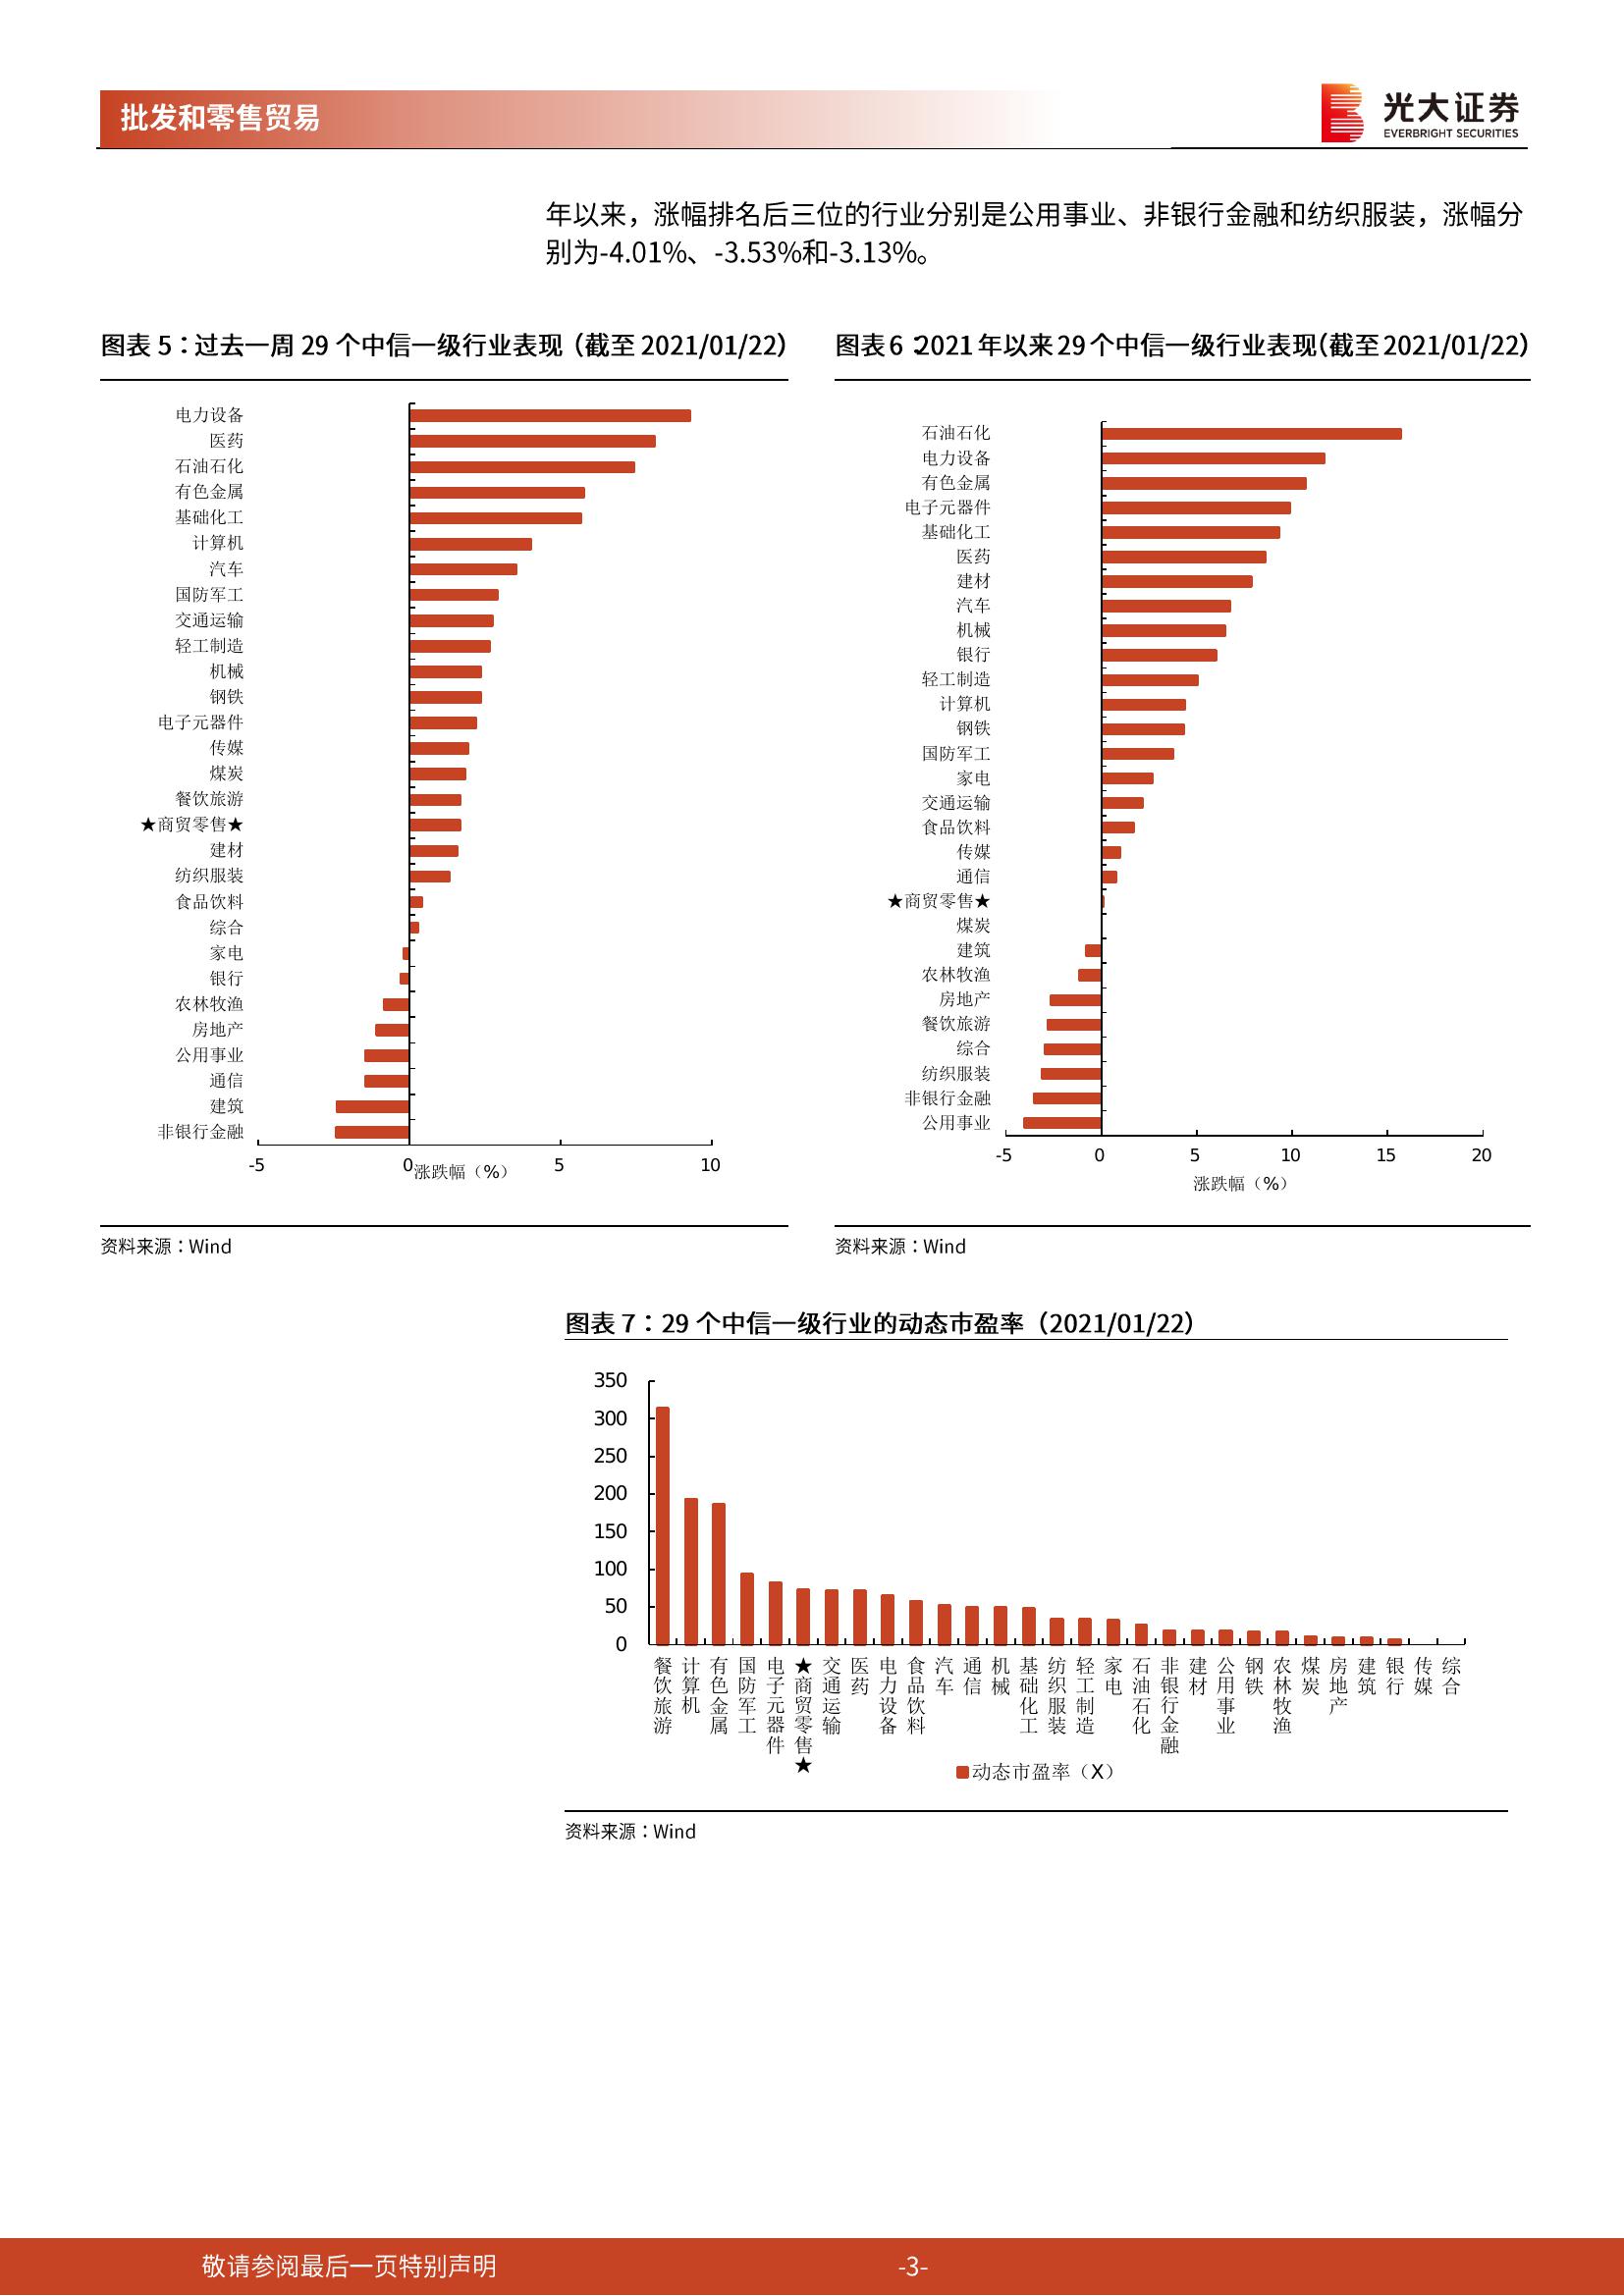 批发和零售贸易
光大证券
EVERBRIGHT SECURITIES
年以来，涨幅排名后三位的行业分别是公用事业、非银行金融和纺织服装，涨幅分
别为-4.01%、-3.53%和-3.13%。
图表 5：过去一周 29 个中信一级行业表现（截至 2021/01/22）
电力设备
医药
石油石化
有色金属
基础化工
计算机
汽车
国防军工
交通运输
轻工制造
机械
钢铁
电子元器件
传媒
煤炭
餐饮旅游
★商贸零售★
建材
纺织服装
食品饮料
综合
家电
银行
农林牧渔
房地产
公用事业
通信
建筑
非银行金融
-5 0 5 10
涨跌幅（%）
资料来源：Wind
图表 6：2021 年以来 29 个中信一级行业表现（截至 2021/01/22）
石油石化
电力设备
有色金属
电子元器件
基础化工
医药
建材
汽车
机械
银行
轻工制造
计算机
钢铁
国防军工
家电
交通运输
食品饮料
传媒
通信
★商贸零售★
煤炭
建筑
农林牧渔
房地产
餐饮旅游
综合
纺织服装
非银行金融
公用事业
-5 0 5 10 15 20
涨跌幅（%）
资料来源：Wind
图表 7：29 个中信一级行业的动态市盈率（2021/01/22）
350
300
250
200
150
100
50
0
餐饮旅游
计算机
有色金属
国防军工
电子元器件
★商贸零售★
交通运输
医药
电力设备
食品饮料
汽车
通信
机械
基础化工
纺织服装
轻工制造
家电
石油石化
非银行金融
建材
公用事业
钢铁
农林牧渔
煤炭
房地产
建筑
银行
传媒
综合
动态市盈率（X）
资料来源：Wind
敬请参阅最后一页特别声明
-3-